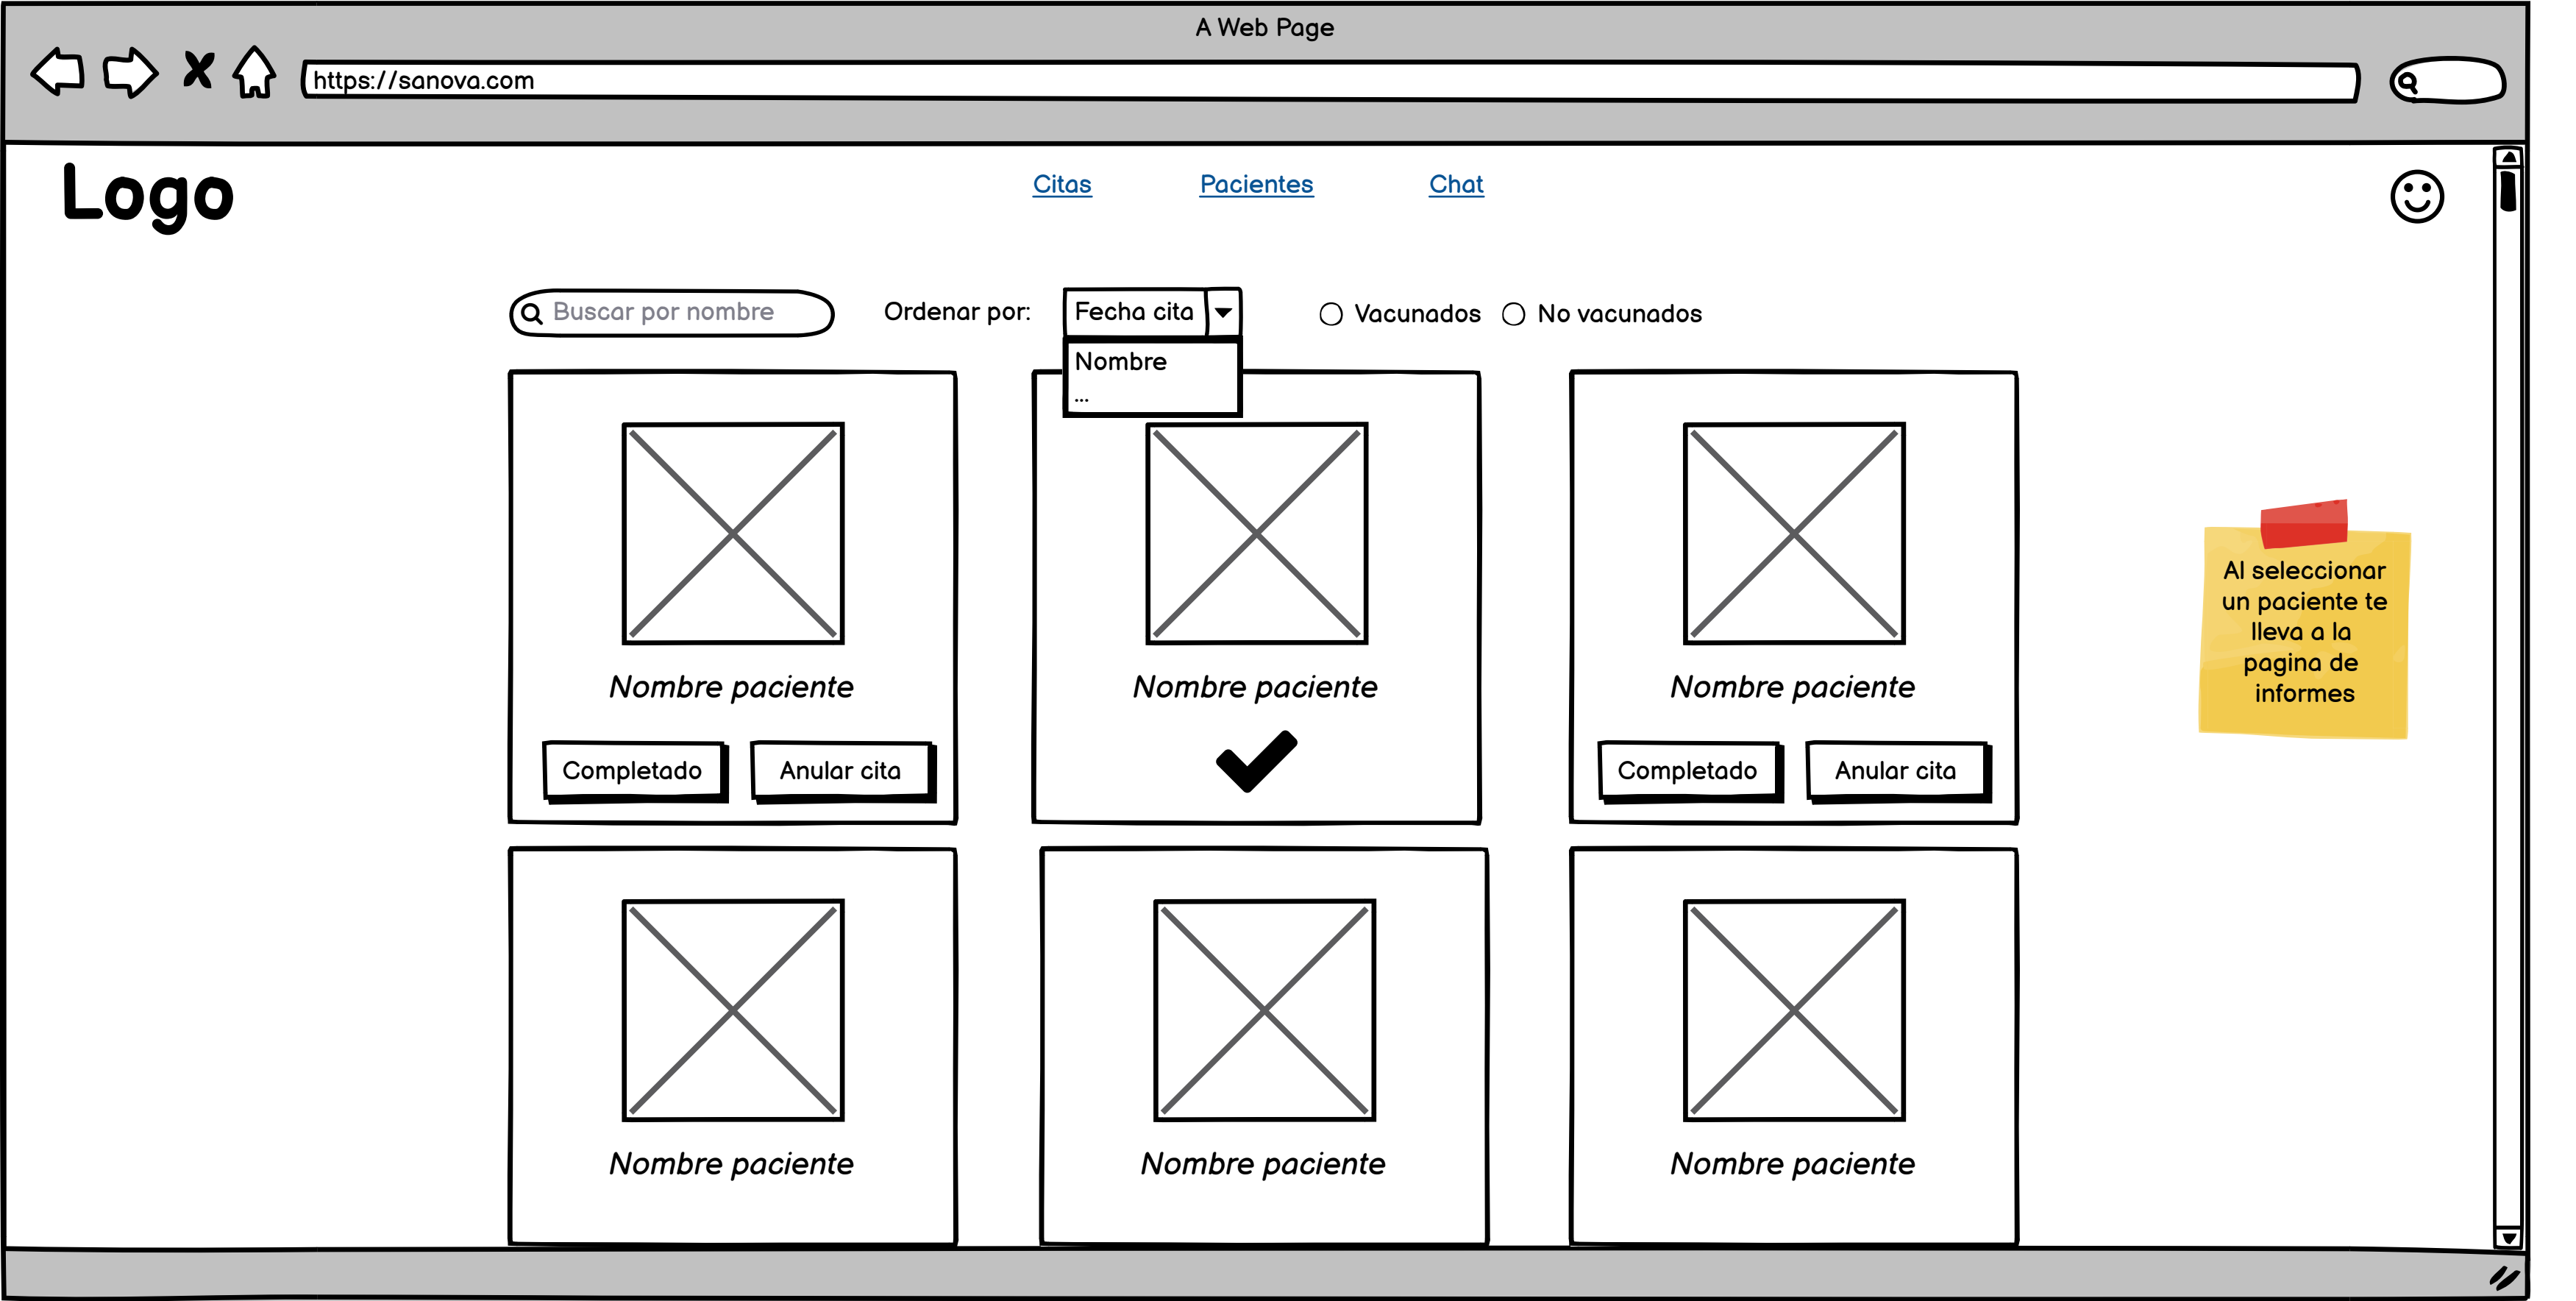 A Web Page
https://sanova.com
Logo
Citas
Pacientes
Chat
Buscar por nombre
Ordenar por:
Fecha cita
Nombre
...
Vacunados
No vacunados
Nombre paciente
Completado
Anular cita
Nombre paciente
Nombre paciente
Completado
Anular cita
Al seleccionar
un paciente te
lleva a la
pagina de
informes
Nombre paciente
Nombre paciente
Nombre paciente